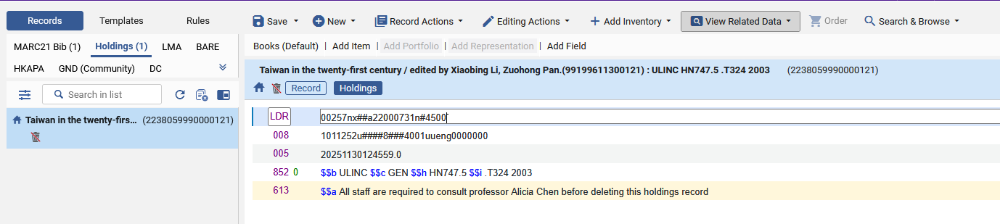 Records Templates Rules Save New Record Actions Editing Actions Add Inventory View Related Data Order Search & Browse
MARC21 Bib (1) Holdings (1) LMA BARE
HKAPA GND (Community) DC
Search in list
Taiwan in the twenty-firs... (2238059990000121)
Books (Default) | Add Item | Add Portfolio | Add Representation | Add Field
Taiwan in the twenty-first century / edited by Xiaobing Li, Zuohong Pan.(99199611300121) : ULINC HN747.5 .T324 2003 (2238059990000121)
Record Holdings
LDR 00257nx##a22000731n#4500
008 1011252u####8###4001uueng0000000
005 20251130124559.0
852 0 $$b ULINC $$c GEN $$h HN747.5 $$i .T324 2003
613 $$a All staff are required to consult professor Alicia Chen before deleting this holdings record